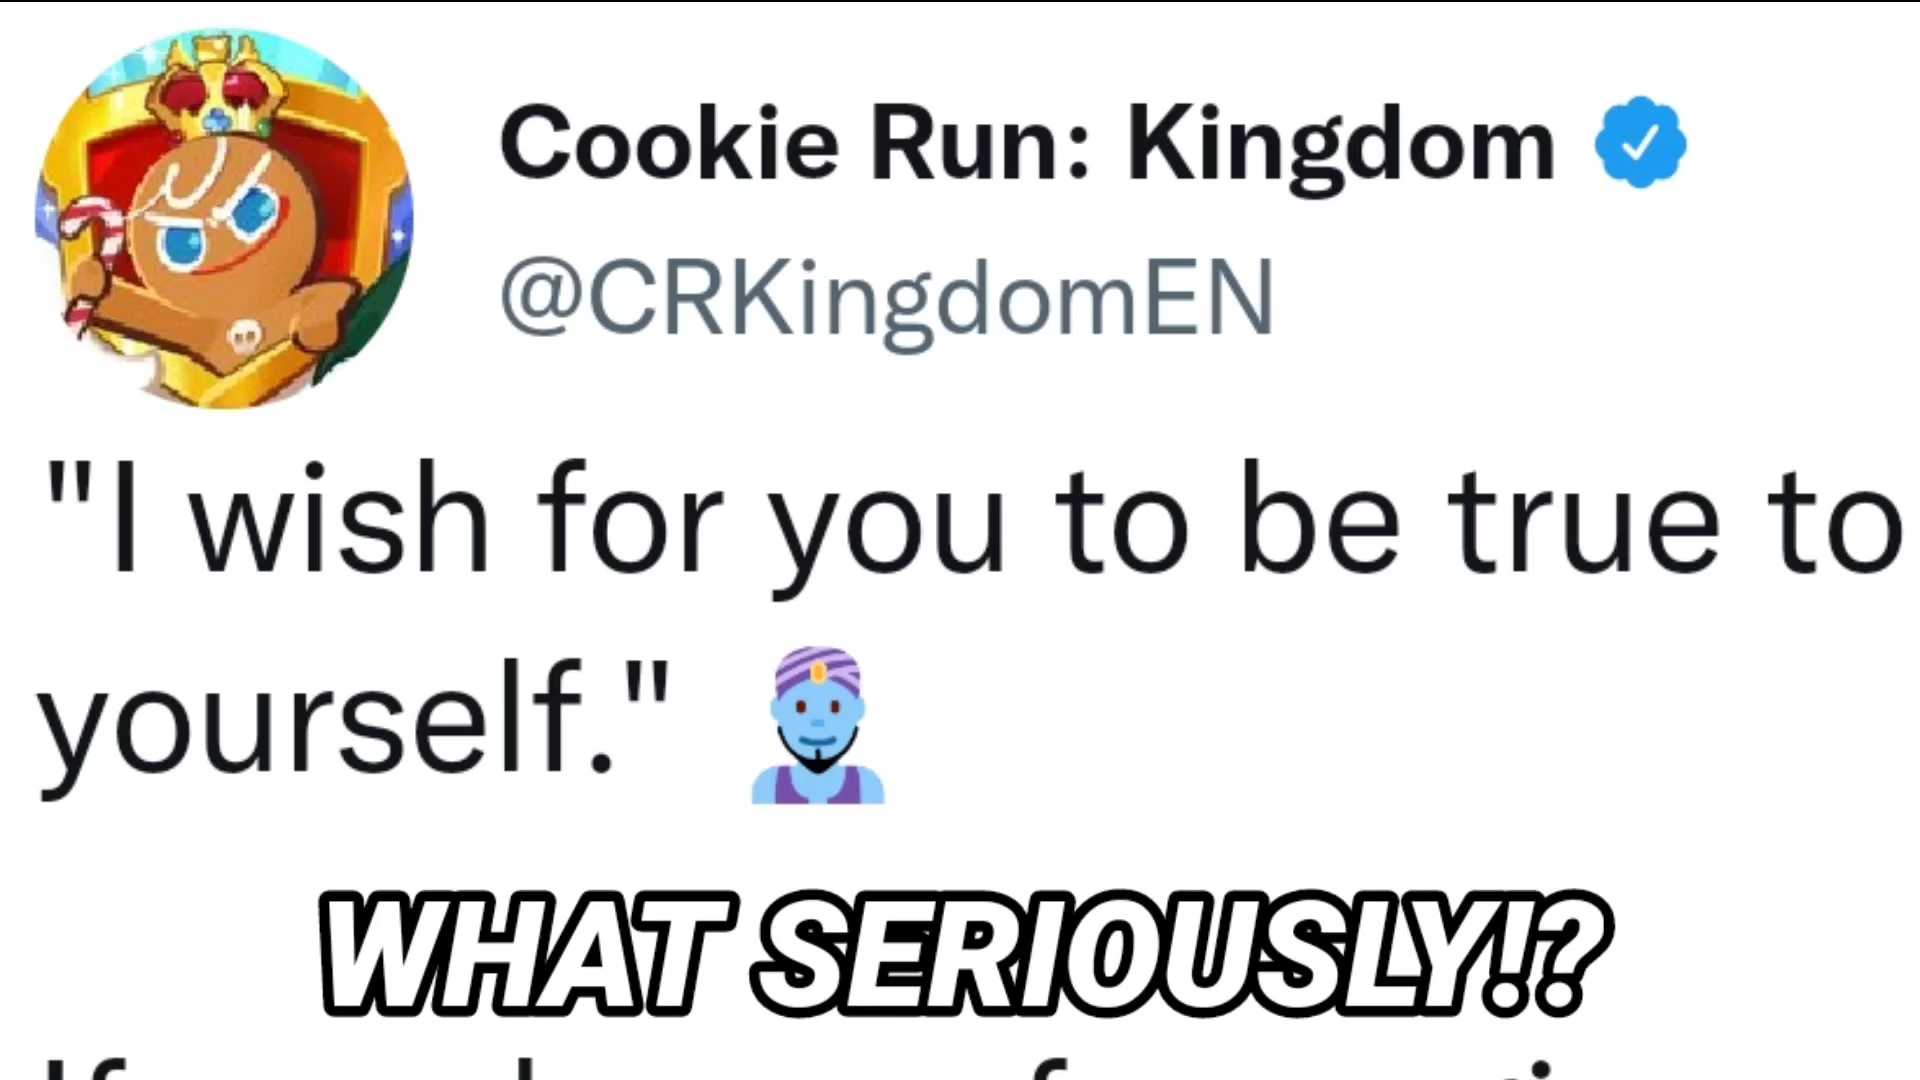 Cookie Run: Kingdom
@CRKingdomEN
"I wish for you to be true to
yourself."
WHAT SERIOUSLY!?